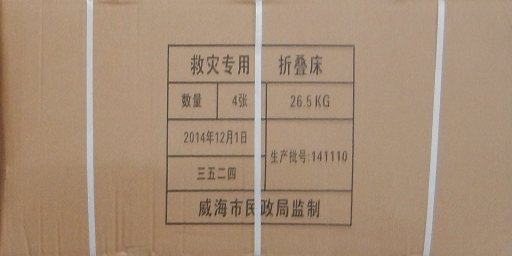 救灾专用 折叠床
数量 4张 26.5KG
2014年12月1日
生产批号:141110
三五二四
威海市民政局监制